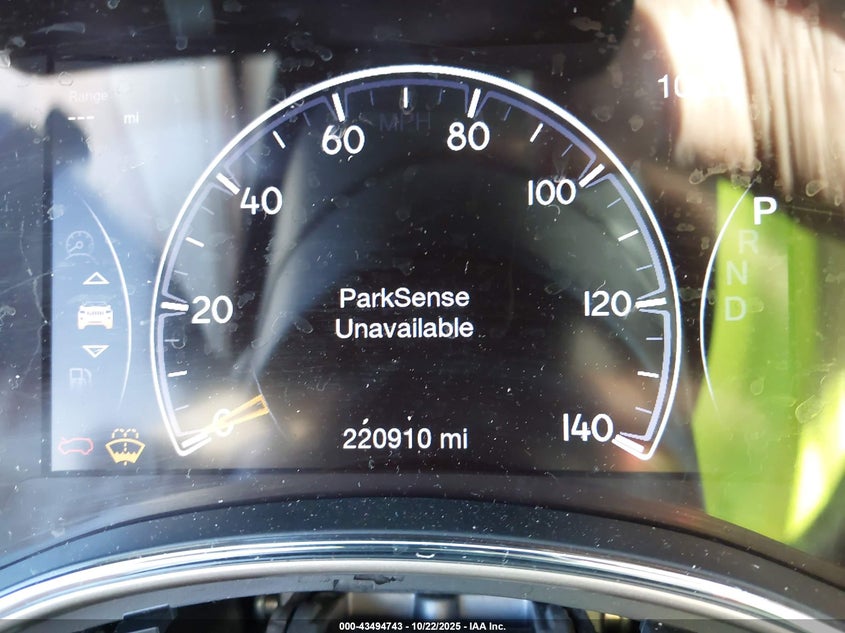 Range
--- mi
MPH
0
20
40
60
80
100
120
140
ParkSense
Unavailable
220910 mi
P
R
N
D
000-43494743 - 10/22/2025 - IAA Inc.